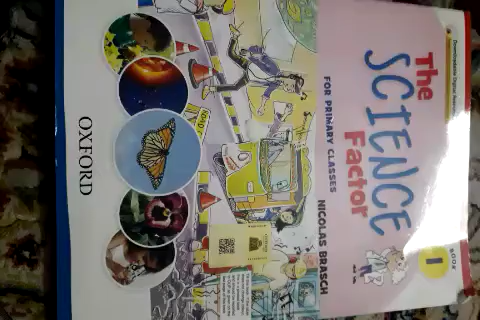 The
SCIENCE
Factor
BOOK
1
FOR PRIMARY CLASSES
NICOLAS BRASCH
OXFORD